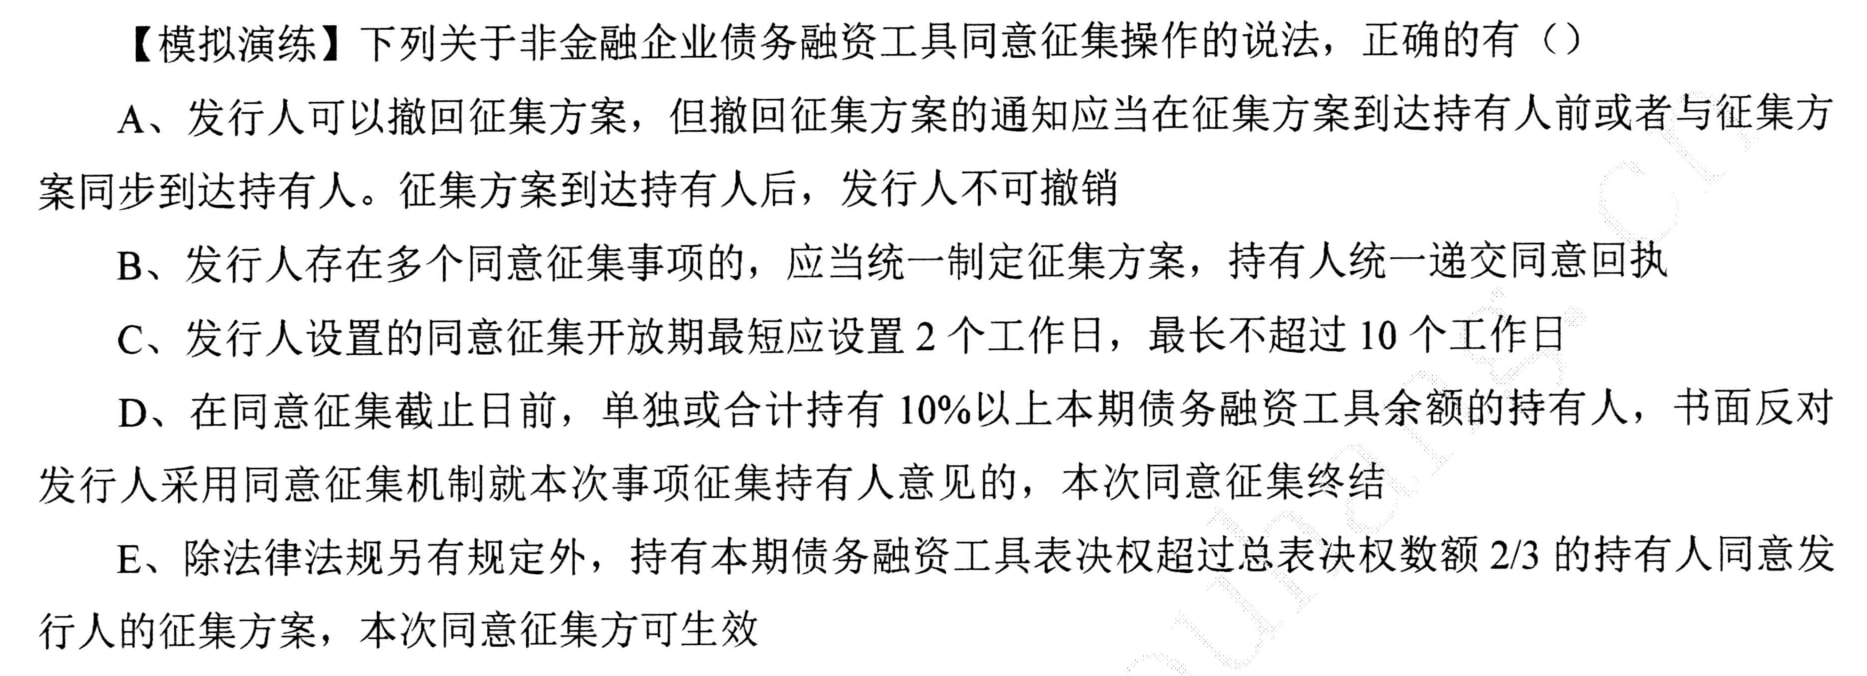 【模拟演练】下列关于非金融企业债务融资工具同意征集操作的说法，正确的有（）
A、发行人可以撤回征集方案，但撤回征集方案的通知应当在征集方案到达持有人前或者与征集方
案同步到达持有人。征集方案到达持有人后，发行人不可撤销
B、发行人存在多个同意征集事项的，应当统一制定征集方案，持有人统一递交同意回执
C、发行人设置的同意征集开放期最短应设置 2 个工作日，最长不超过 10 个工作日
D、在同意征集截止日前，单独或合计持有 10%以上本期债务融资工具余额的持有人，书面反对
发行人采用同意征集机制就本次事项征集持有人意见的，本次同意征集终结
E、除法律法规另有规定外，持有本期债务融资工具表决权超过总表决权数额 2/3 的持有人同意发
行人的征集方案，本次同意征集方可生效